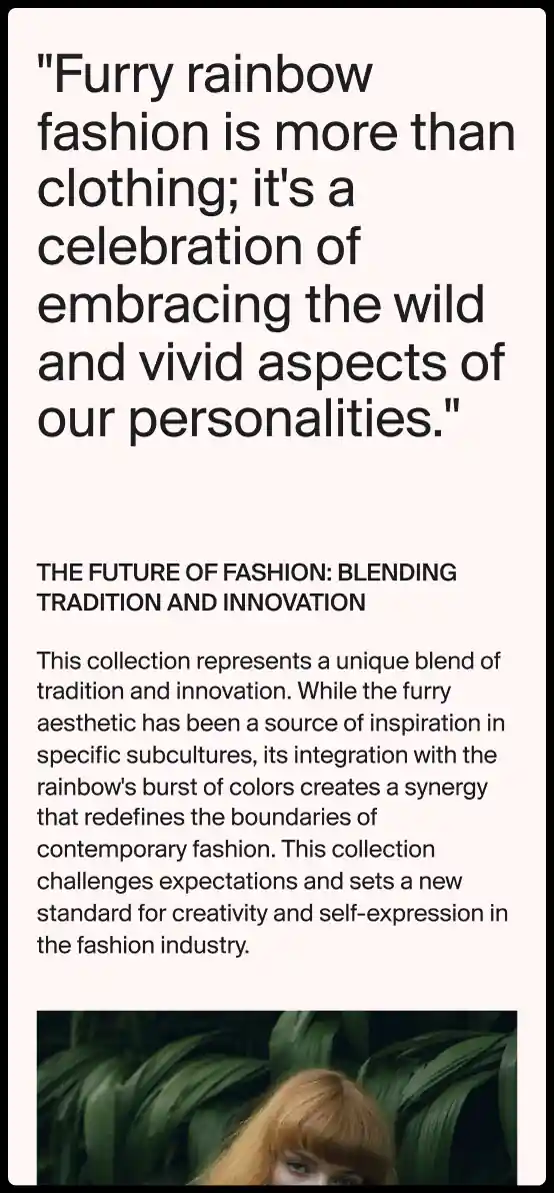 "Furry rainbow
fashion is more than
clothing; it's a
celebration of
embracing the wild
and vivid aspects of
our personalities."
THE FUTURE OF FASHION: BLENDING
TRADITION AND INNOVATION
This collection represents a unique blend of
tradition and innovation. While the furry
aesthetic has been a source of inspiration in
specific subcultures, its integration with the
rainbow's burst of colors creates a synergy
that redefines the boundaries of
contemporary fashion. This collection
challenges expectations and sets a new
standard for creativity and self-expression in
the fashion industry.